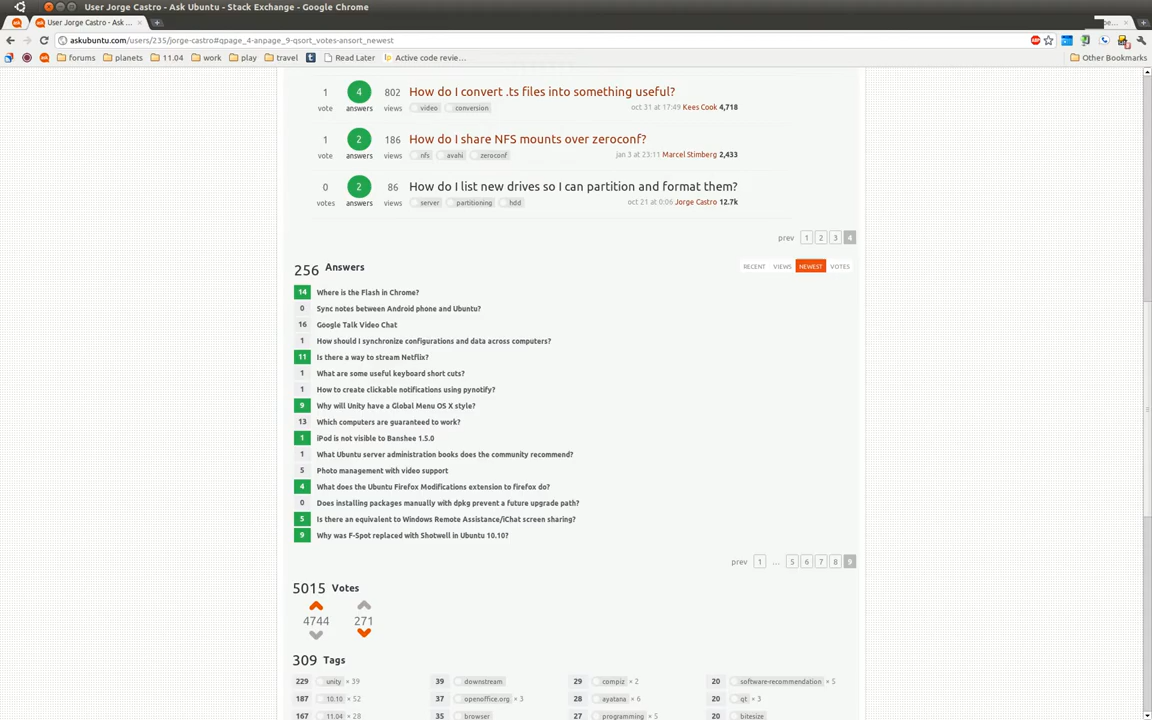 User Jorge Castro - Ask Ubuntu - Stack Exchange - Google Chrome
User Jorge Castro - Ask ...
askubuntu.com/users/235/jorge-castro#qpage_4-anpage_9-qsort_votes-ansort_newest
forums planets 11.04 work play travel Read Later Active code revie... Other Bookmarks
1 4 802 How do I convert .ts files into something useful?
vote answers views video conversion oct 31 at 17:49 Kees Cook 4,718
1 2 186 How do I share NFS mounts over zeroconf?
vote answers views nfs avahi zeroconf jan 3 at 23:11 Marcel Stimberg 2,433
0 2 86 How do I list new drives so I can partition and format them?
votes answers views server partitioning hdd oct 21 at 0:06 Jorge Castro 12.7k
prev 1 2 3 4
256 Answers RECENT VIEWS NEWEST VOTES
14 Where is the Flash in Chrome?
0 Sync notes between Android phone and Ubuntu?
16 Google Talk Video Chat
1 How should I synchronize configurations and data across computers?
11 Is there a way to stream Netflix?
1 What are some useful keyboard short cuts?
1 How to create clickable notifications using pynotify?
9 Why will Unity have a Global Menu OS X style?
13 Which computers are guaranteed to work?
1 iPod is not visible to Banshee 1.5.0
1 What Ubuntu server administration books does the community recommend?
5 Photo management with video support
4 What does the Ubuntu Firefox Modifications extension to firefox do?
0 Does installing packages manually with dpkg prevent a future upgrade path?
5 Is there an equivalent to Windows Remote Assistance/iChat screen sharing?
9 Why was F-Spot replaced with Shotwell in Ubuntu 10.10?
prev 1 ... 5 6 7 8 9
5015 Votes
4744 271
309 Tags
229 unity × 39 39 downstream 29 compiz × 2 20 software-recommendation × 5
187 10.10 × 52 37 openoffice.org × 3 28 ayatana × 6 20 qt × 3
167 11.04 × 28 35 browser 27 programming × 5 20 bitesize